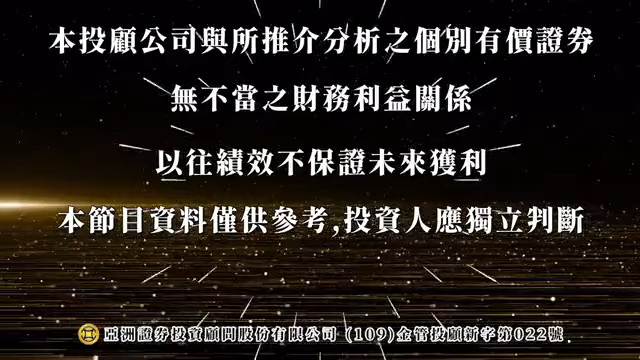 本投顧公司與所推介分析之個別有價證券
無不當之財務利益關係
以往績效不保證未來獲利
本節目資料僅供參考,投資人應獨立判斷
亞洲證券投資顧問股份有限公司 (109)金管投顧新字第022號